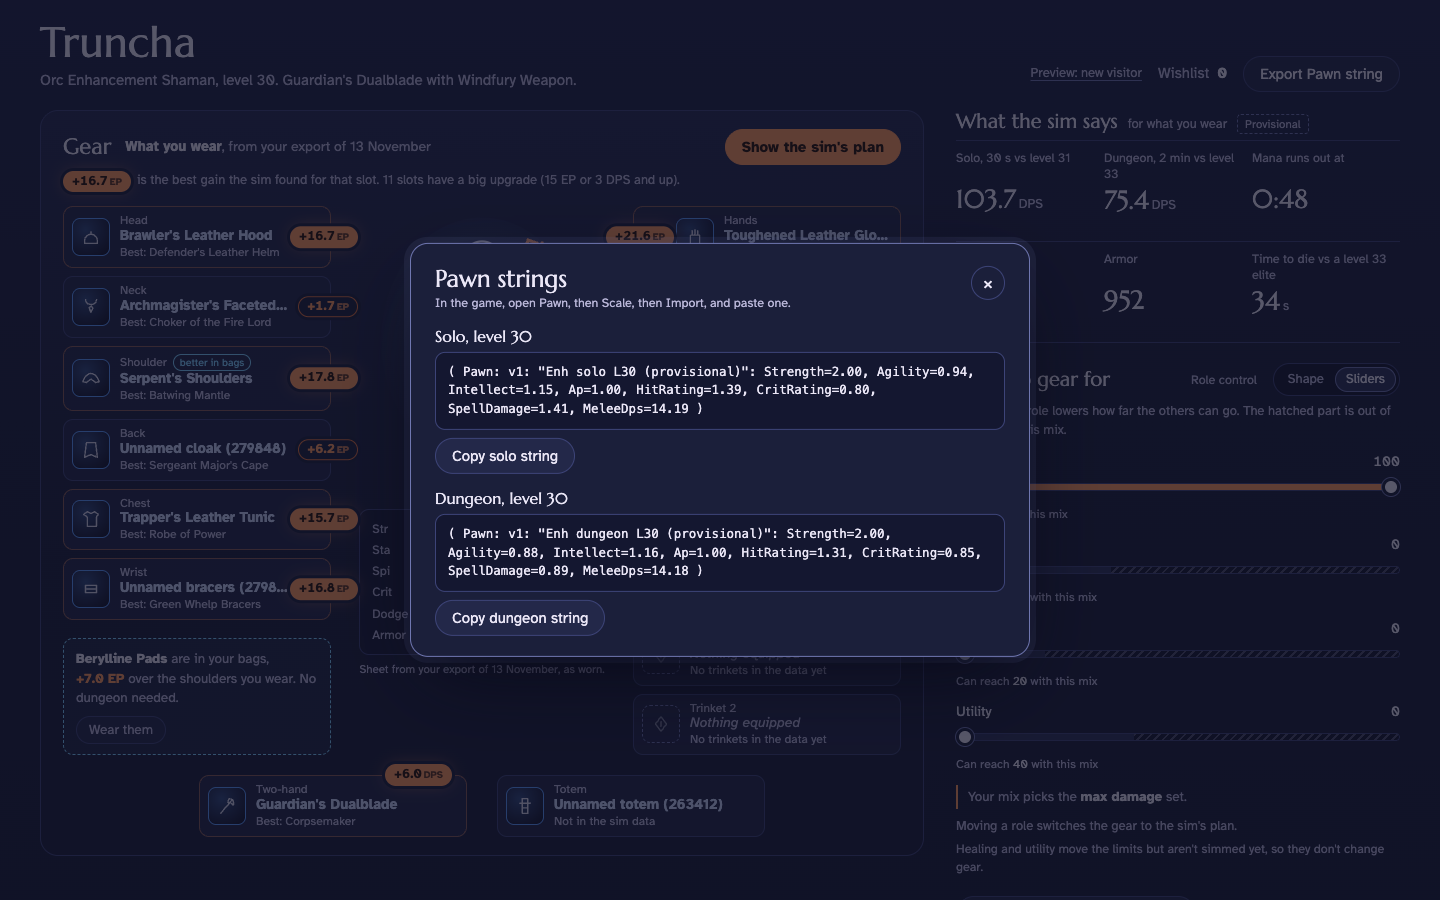 Truncha
Orc Enhancement Shaman, level 30. Guardian's Dualblade with Windfury Weapon.
Preview: new visitor
Wishlist 0
Export Pawn string
Gear What you wear, from your export of 13 November
Show the sim's plan
+16.7 EP is the best gain the sim found for that slot. 11 slots have a big upgrade (15 EP or 3 DPS and up).
Head
Brawler's Leather Hood
Best: Defender's Leather Helm
+16.7 EP
Neck
Archmagister's Faceted...
Best: Choker of the Fire Lord
+1.7 EP
Shoulder better in bags
Serpent's Shoulders
Best: Batwing Mantle
+17.8 EP
Back
Unnamed cloak (279848)
Best: Sergeant Major's Cape
+6.2 EP
Chest
Trapper's Leather Tunic
Best: Robe of Power
+15.7 EP
Wrist
Unnamed bracers (2798...
Best: Green Whelp Bracers
+16.8 EP
Berylline Pads are in your bags,
+7.0 EP over the shoulders you wear. No
dungeon needed.
Wear them
+21.6 EP
Hands
Toughened Leather Glo...
Str
Sta
Spi
Crit
Dodge
Armor
Sheet from your export of 13 November, as worn.
Nothing equipped
No trinkets in the data yet
Trinket 2
Nothing equipped
No trinkets in the data yet
+6.0 DPS
Two-hand
Guardian's Dualblade
Best: Corpsemaker
Totem
Unnamed totem (263412)
Not in the sim data
Pawn strings
In the game, open Pawn, then Scale, then Import, and paste one.
×
Solo, level 30
( Pawn: v1: "Enh solo L30 (provisional)": Strength=2.00, Agility=0.94,
Intellect=1.15, Ap=1.00, HitRating=1.39, CritRating=0.80,
SpellDamage=1.41, MeleeDps=14.19 )
Copy solo string
Dungeon, level 30
( Pawn: v1: "Enh dungeon L30 (provisional)": Strength=2.00,
Agility=0.88, Intellect=1.16, Ap=1.00, HitRating=1.31, CritRating=0.85,
SpellDamage=0.89, MeleeDps=14.18 )
Copy dungeon string
What the sim says for what you wear Provisional
Solo, 30 s vs level 31
103.7 DPS
Dungeon, 2 min vs level
33
75.4 DPS
Mana runs out at
0:48
Armor
952
Time to die vs a level 33
elite
34 s
gear for
Role control
Shape
Sliders
role lowers how far the others can go. The hatched part is out of
is mix.
100
his mix
0
with this mix
0
Can reach 20 with this mix
Utility
0
Can reach 40 with this mix
Your mix picks the max damage set.
Moving a role switches the gear to the sim's plan.
Healing and utility move the limits but aren't simmed yet, so they don't change
gear.